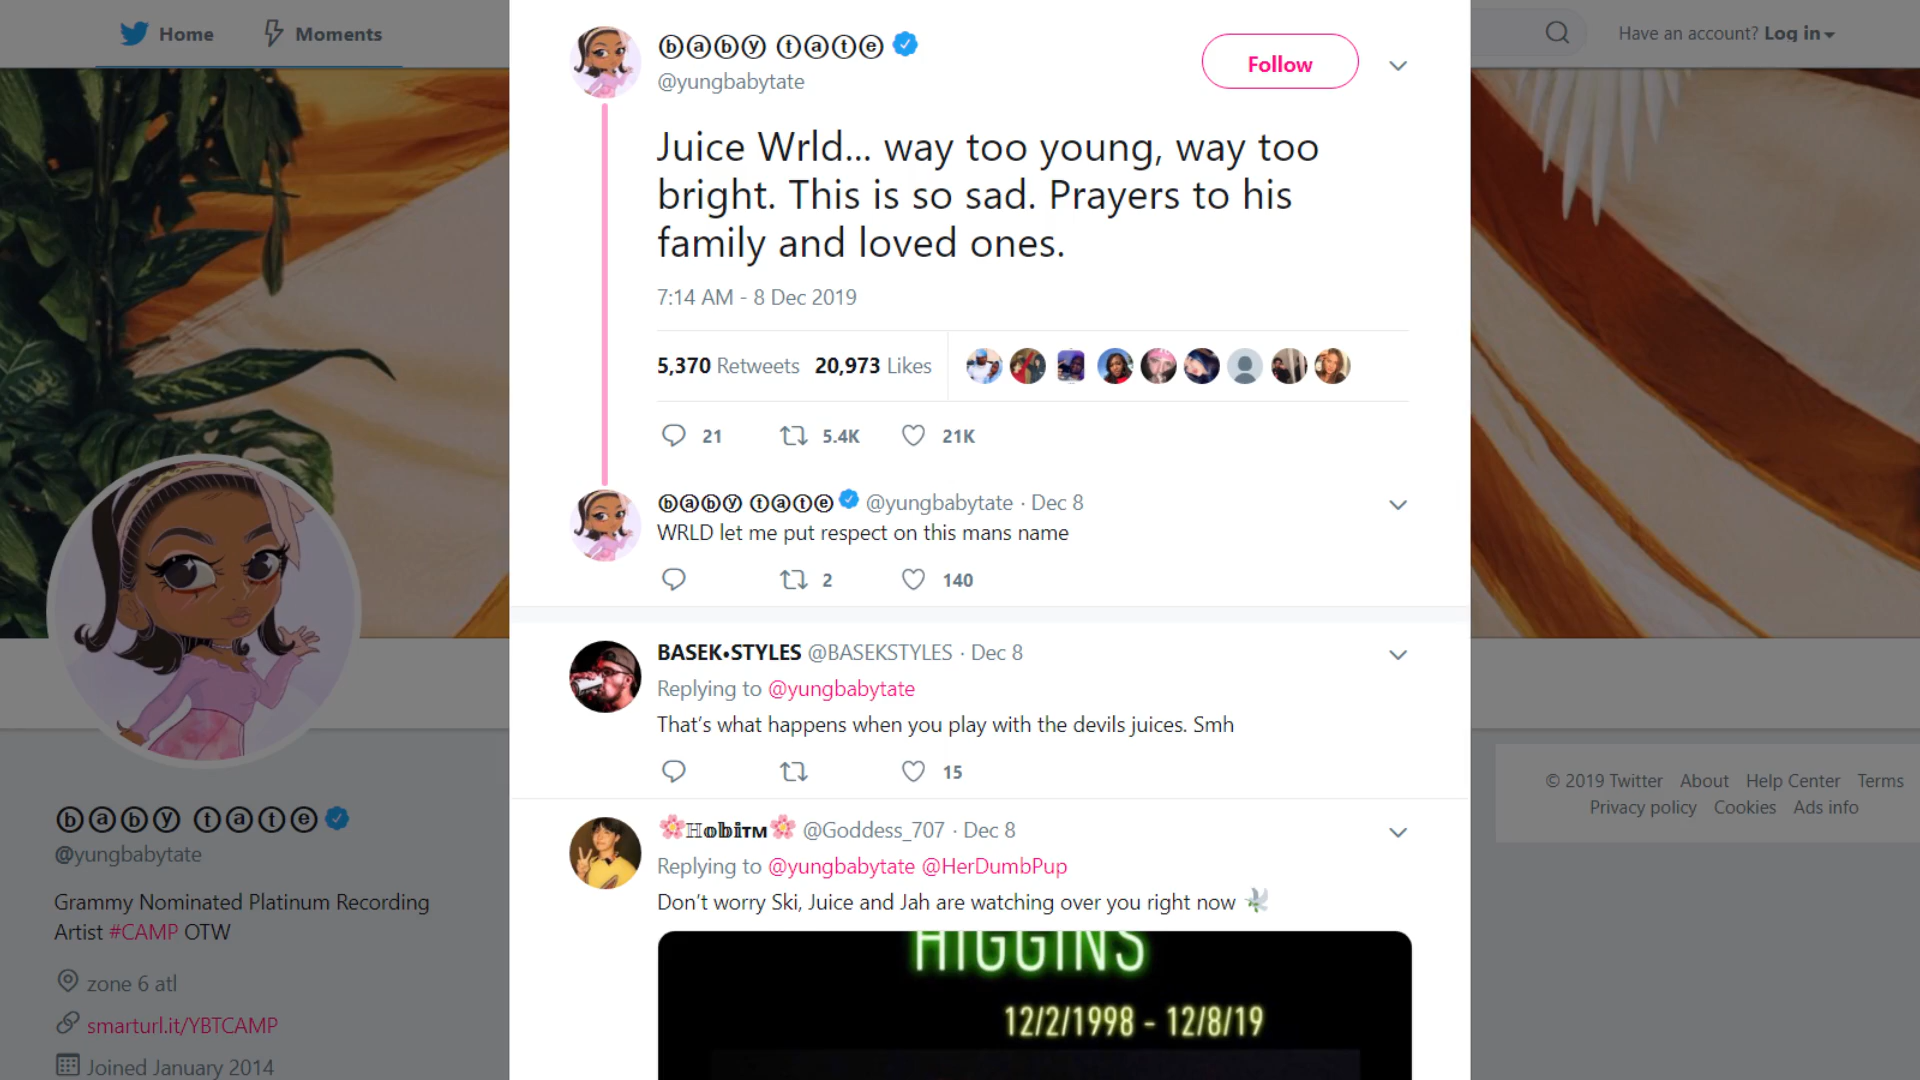 Home
Moments
Have an account? Log in
ⓑⓐⓑⓨ ⓣⓐⓣⓔ
@yungbabytate
Follow
Juice Wrld... way too young, way too
bright. This is so sad. Prayers to his
family and loved ones.
7:14 AM - 8 Dec 2019
5,370 Retweets 20,973 Likes
21 5.4K 21K
ⓑⓐⓑⓨ ⓣⓐⓣⓔ @yungbabytate · Dec 8
WRLD let me put respect on this mans name
2 140
BASEK•STYLES @BASEKSTYLES · Dec 8
Replying to @yungbabytate
That's what happens when you play with the devils juices. Smh
15
🌸ℍ𝕠𝕓𝕚тм🌸 @Goddess_707 · Dec 8
Replying to @yungbabytate @HerDumbPup
Don't worry Ski, Juice and Jah are watching over you right now 🕊
HIGGINS
12/2/1998 - 12/8/19
ⓑⓐⓑⓨ ⓣⓐⓣⓔ
@yungbabytate
Grammy Nominated Platinum Recording
Artist #CAMP OTW
zone 6 atl
smarturl.it/YBTCAMP
Joined January 2014
© 2019 Twitter About Help Center Terms
Privacy policy Cookies Ads info